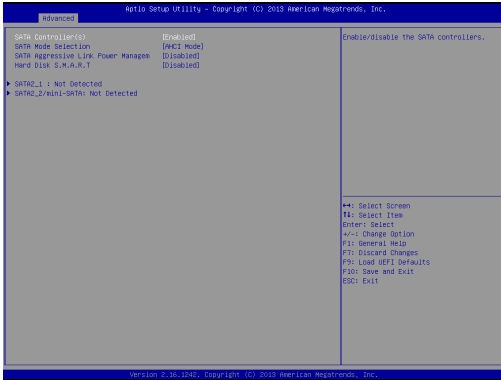 Aptio Setup Utility - Copyright (C) 2013 American Megatrends, Inc.
Advanced
SATA Controller(s) [Enabled]
SATA Mode Selection [AHCI Mode]
SATA Aggressive Link Power Managem [Disabled]
Hard Disk S.M.A.R.T [Disabled]
SATA2_1 : Not Detected
SATA2_2/mini-SATA: Not Detected
Enable/disable the SATA controllers.
→←: Select Screen
↑↓: Select Item
Enter: Select
+/-: Change Option
F1: General Help
F7: Discard Changes
F9: Load UEFI Defaults
F10: Save and Exit
ESC: Exit
Version 2.16.1242. Copyright (C) 2013 American Megatrends, Inc.